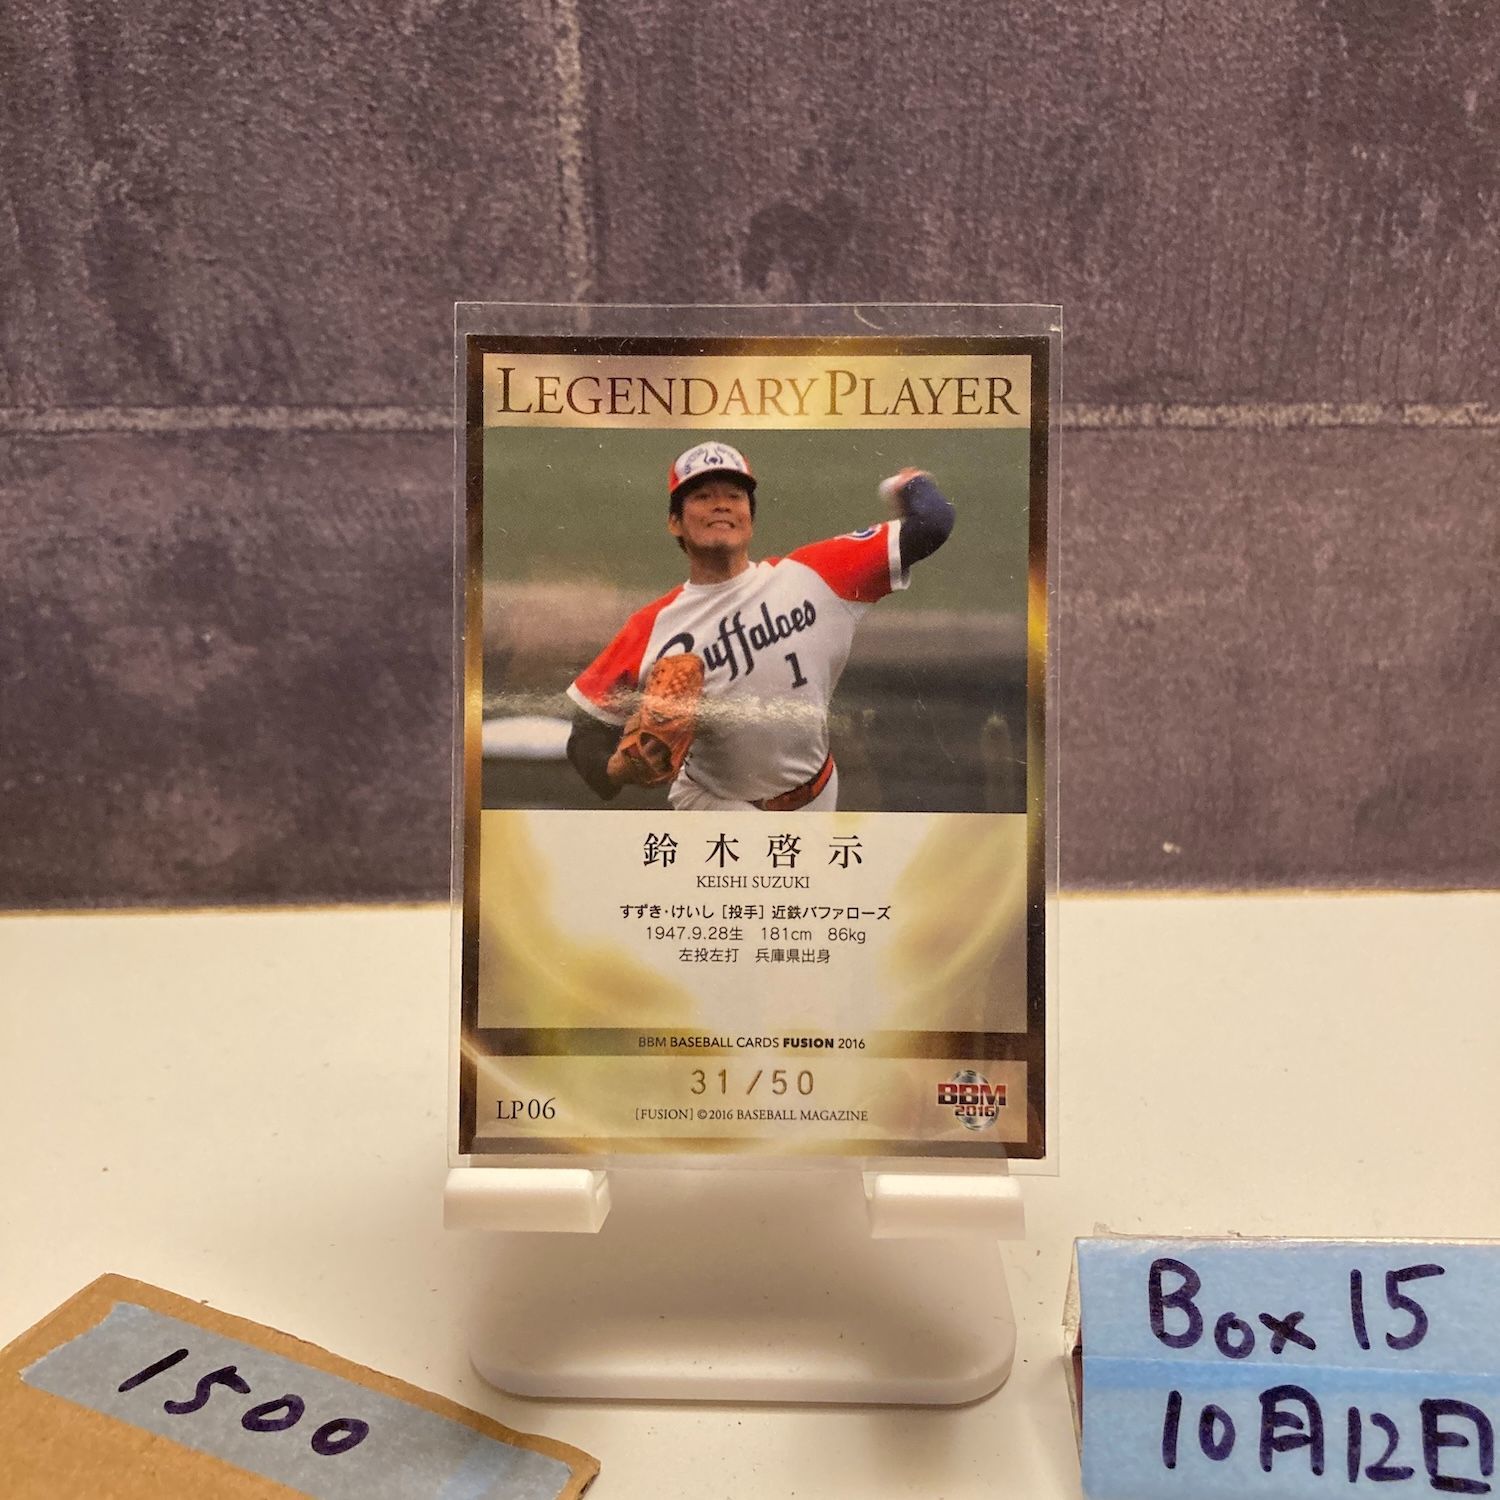 LEGENDARY PLAYER
Buffaloes
1
鈴木啓示
KEISHI SUZUKI
すずき・けいし [投手] 近鉄バファローズ
1947.9.28生 181cm 86kg
左投左打 兵庫県出身
BBM BASEBALL CARDS FUSION 2016
31/50
LP06
[FUSION] ©2016 BASEBALL MAGAZINE
BBM
2016
1500
Box 15
10月12日